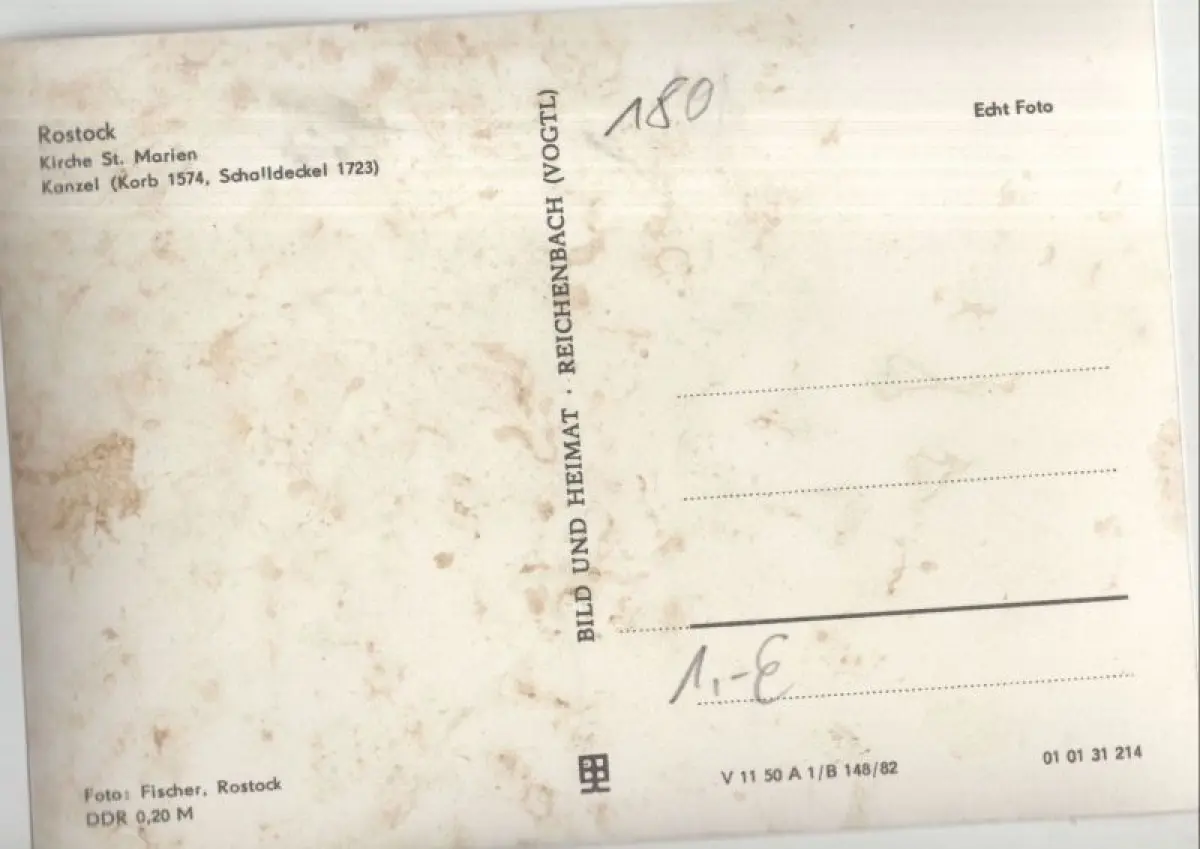 Rostock
Kirche St. Marien
Kanzel (Korb 1574, Schalldeckel 1723)
BILD UND HEIMAT · REICHENBACH (VOGTL)
180
Echt Foto
1,-€
Foto: Fischer, Rostock
DDR 0,20 M
V 11 50 A 1/B 148/82
01 01 31 214